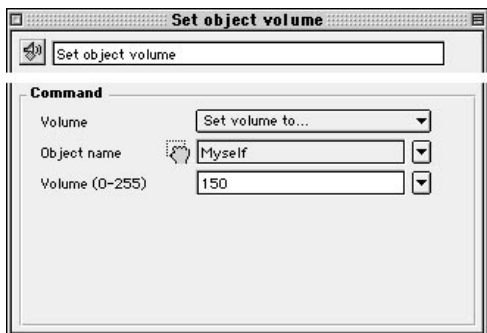 Set object volume
Set object volume
Command
Volume Set volume to...
Object name Myself
Volume (0-255) 150